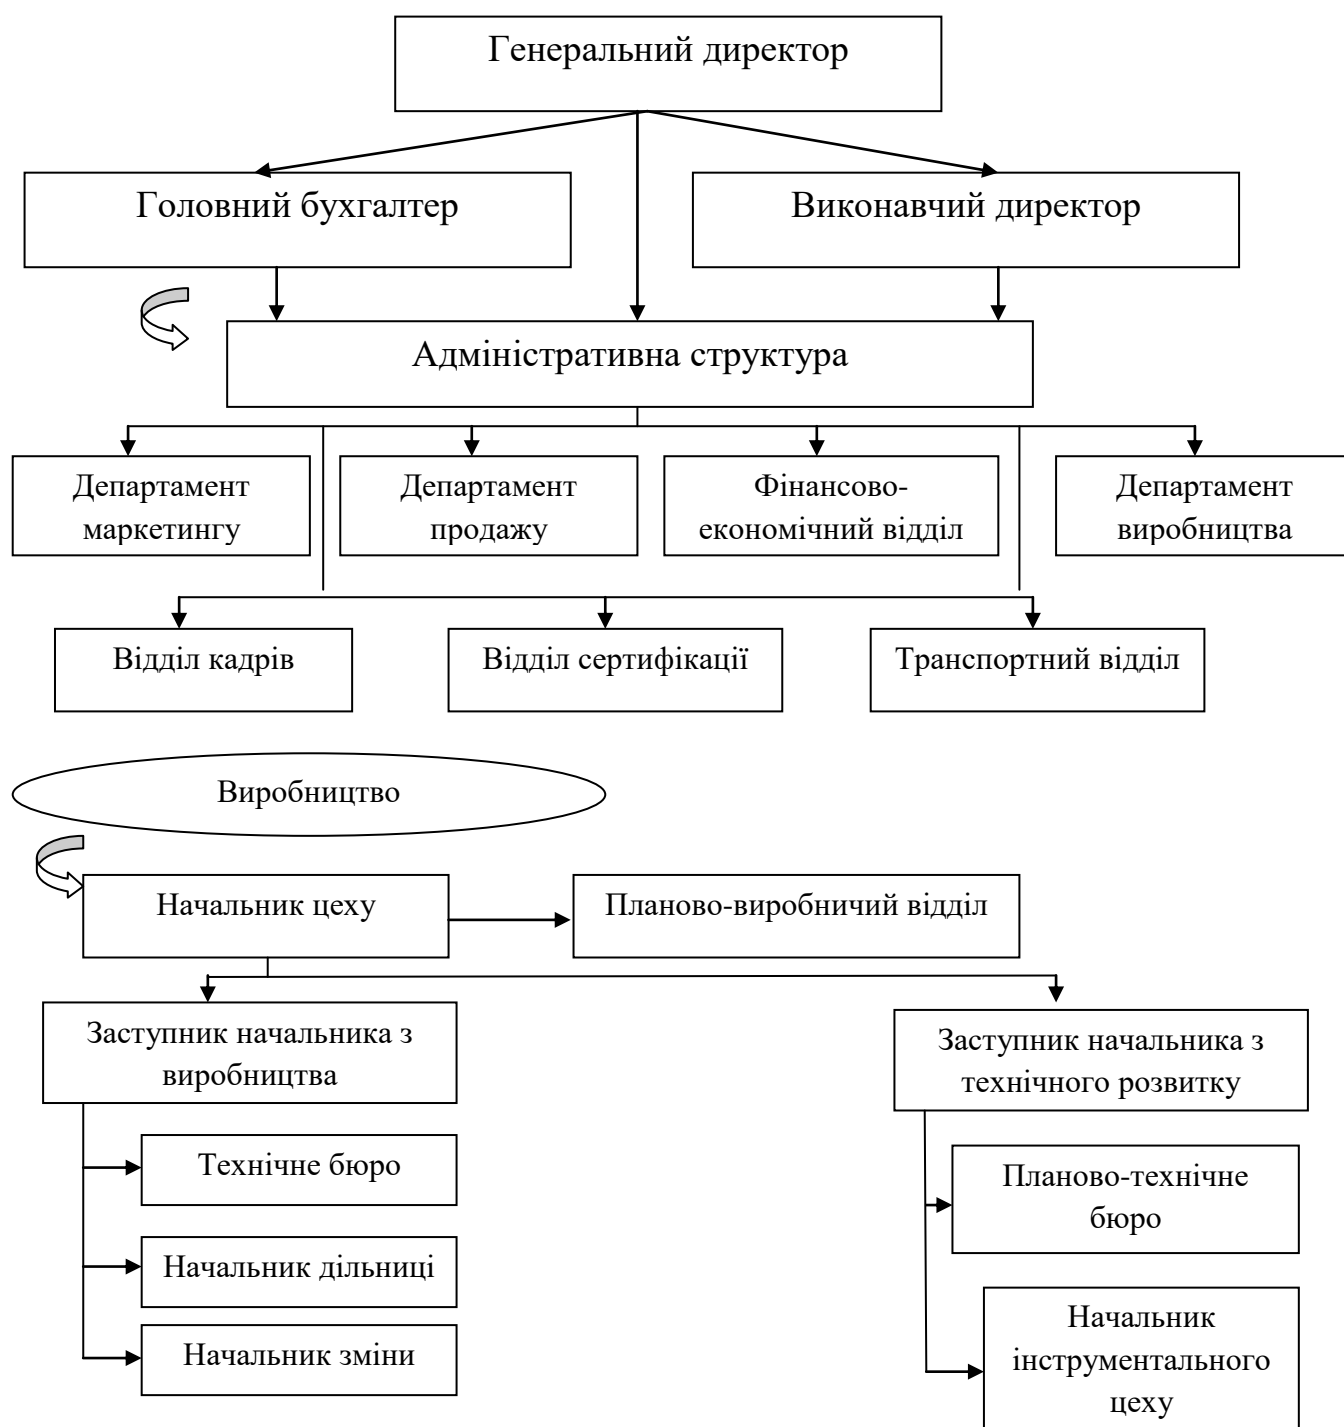 Генеральний директор
Головний бухгалтер
Виконавчий директор
Адміністративна структура
Департамент
маркетингу
Департамент
продажу
Фінансово-
економічний відділ
Департамент
виробництва
Відділ кадрів
Відділ сертифікації
Транспортний відділ
Виробництво
Начальник цеху
Планово-виробничий відділ
Заступник начальника з
виробництва
Заступник начальника з
технічного розвитку
Технічне бюро
Начальник дільниці
Начальник зміни
Планово-технічне
бюро
Начальник
інструментального
цеху